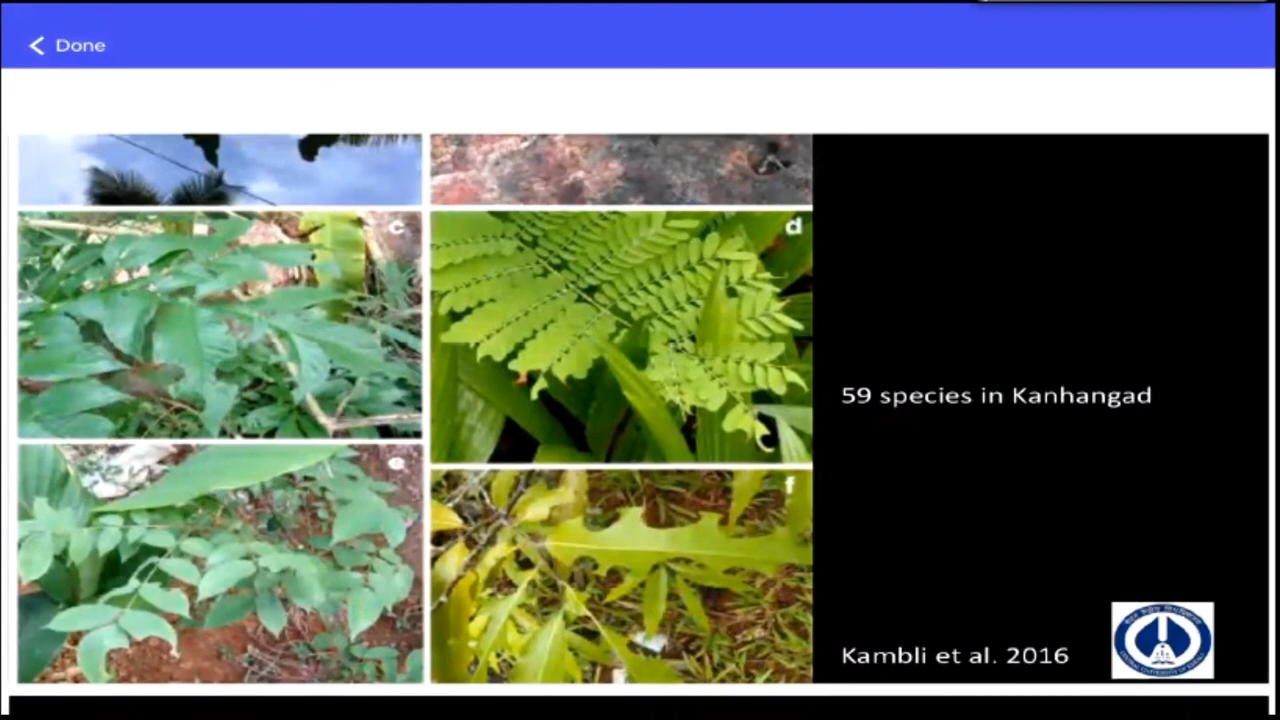 Done
c
d
59 species in Kanhangad
e
f
Kambli et al. 2016